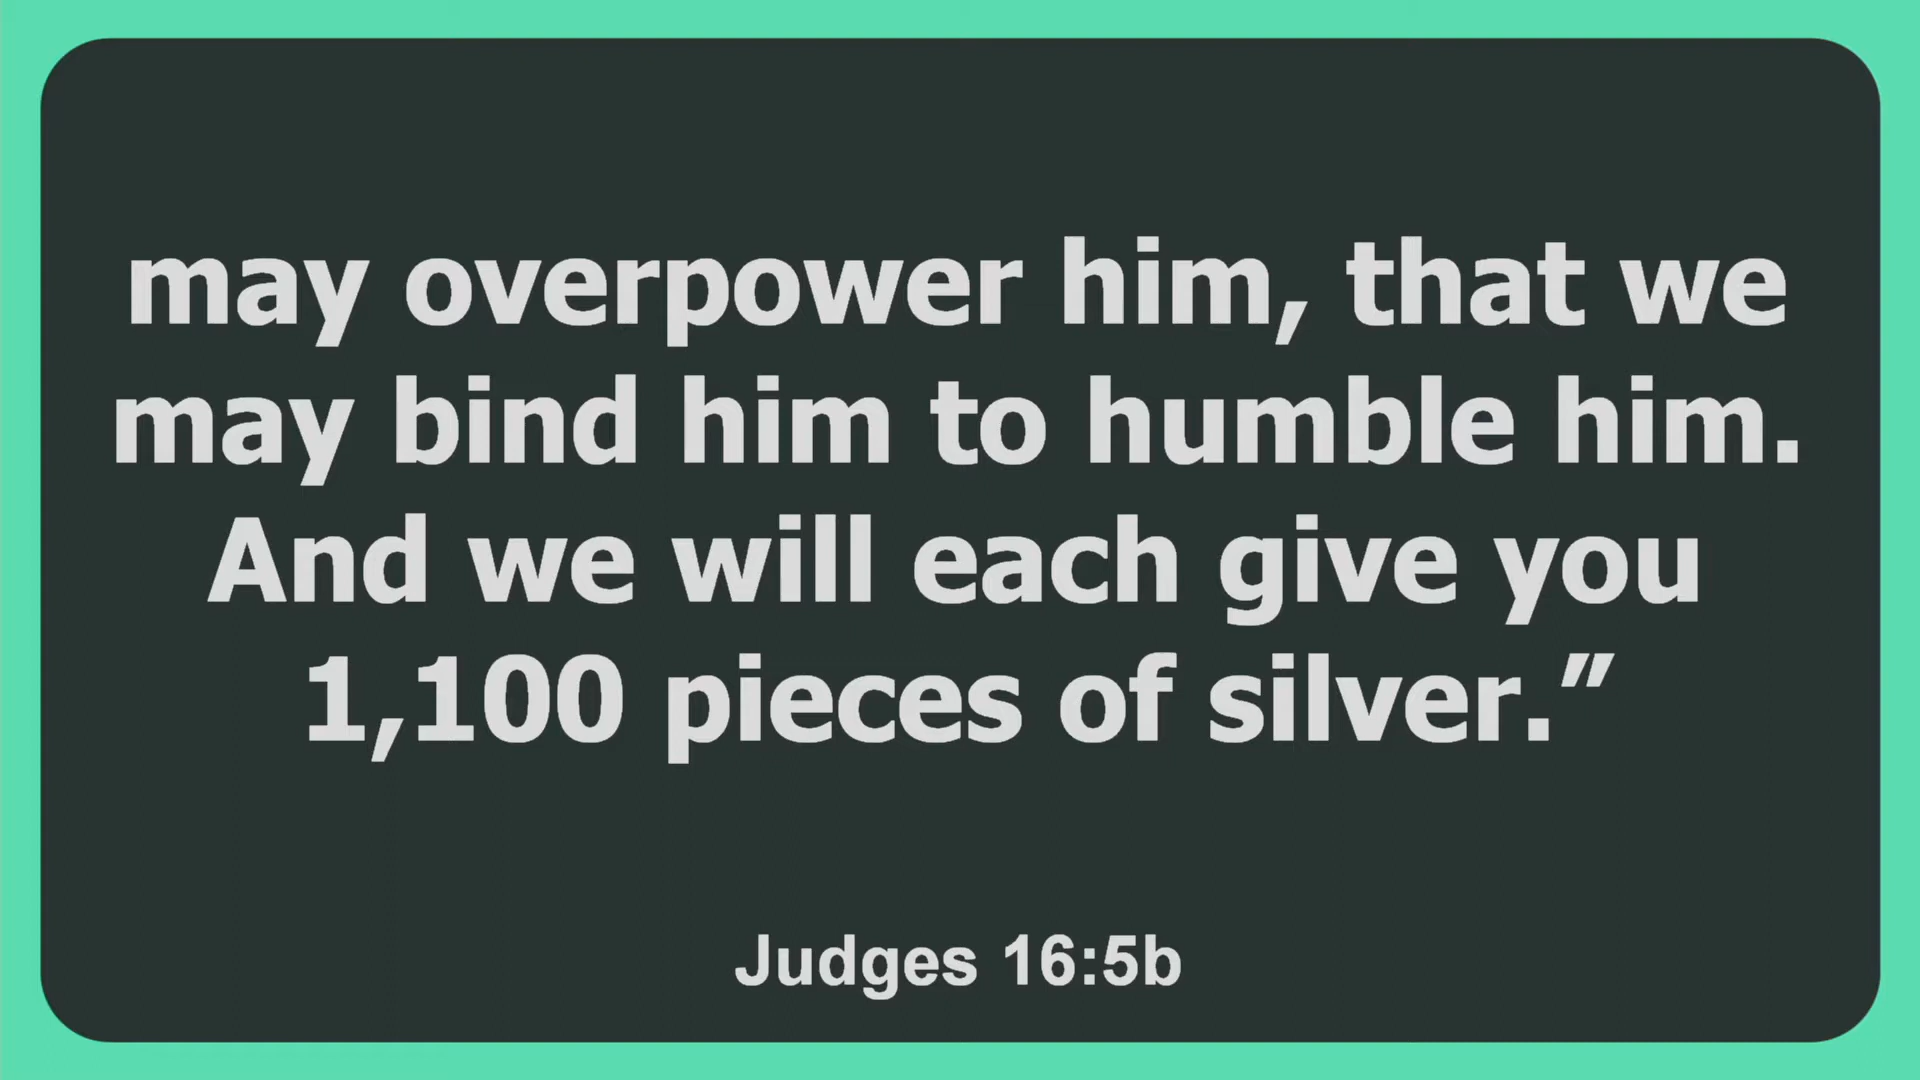 may overpower him, that we
may bind him to humble him.
And we will each give you
1,100 pieces of silver.”
Judges 16:5b